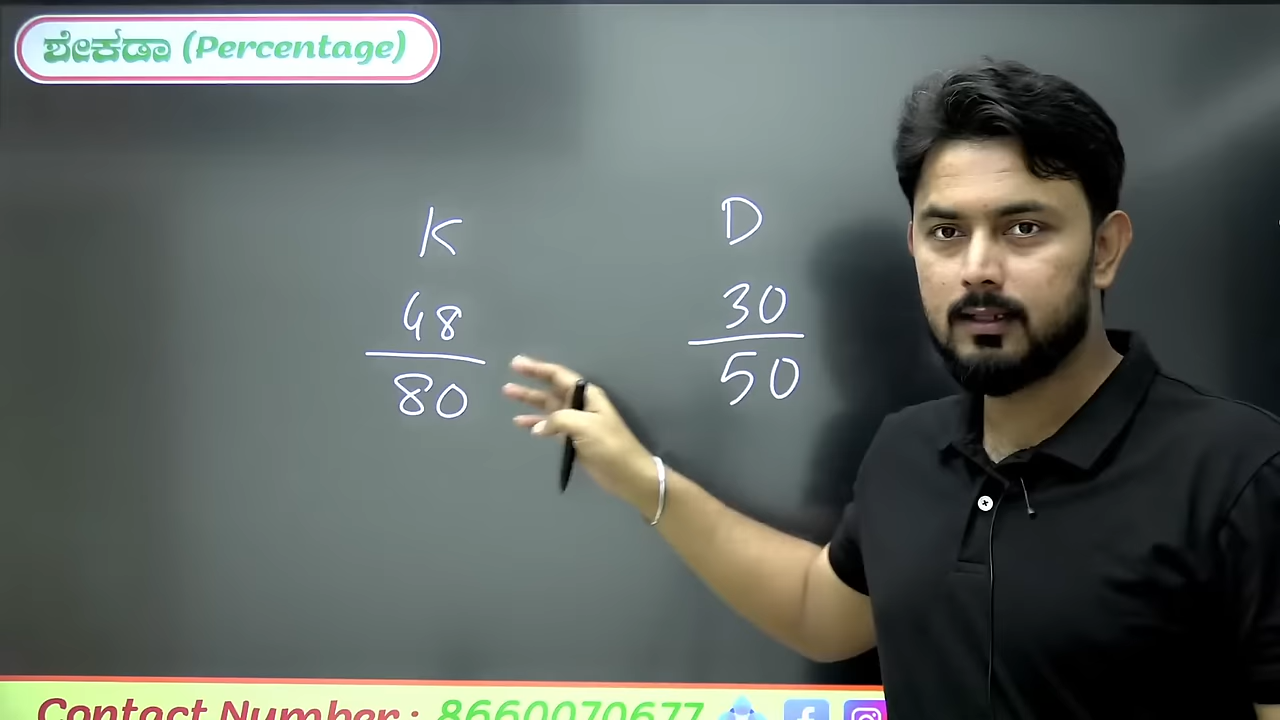 ಶೇಕಡಾ (Percentage)
K D
48 30
80 50
Contact Number : 8660070677